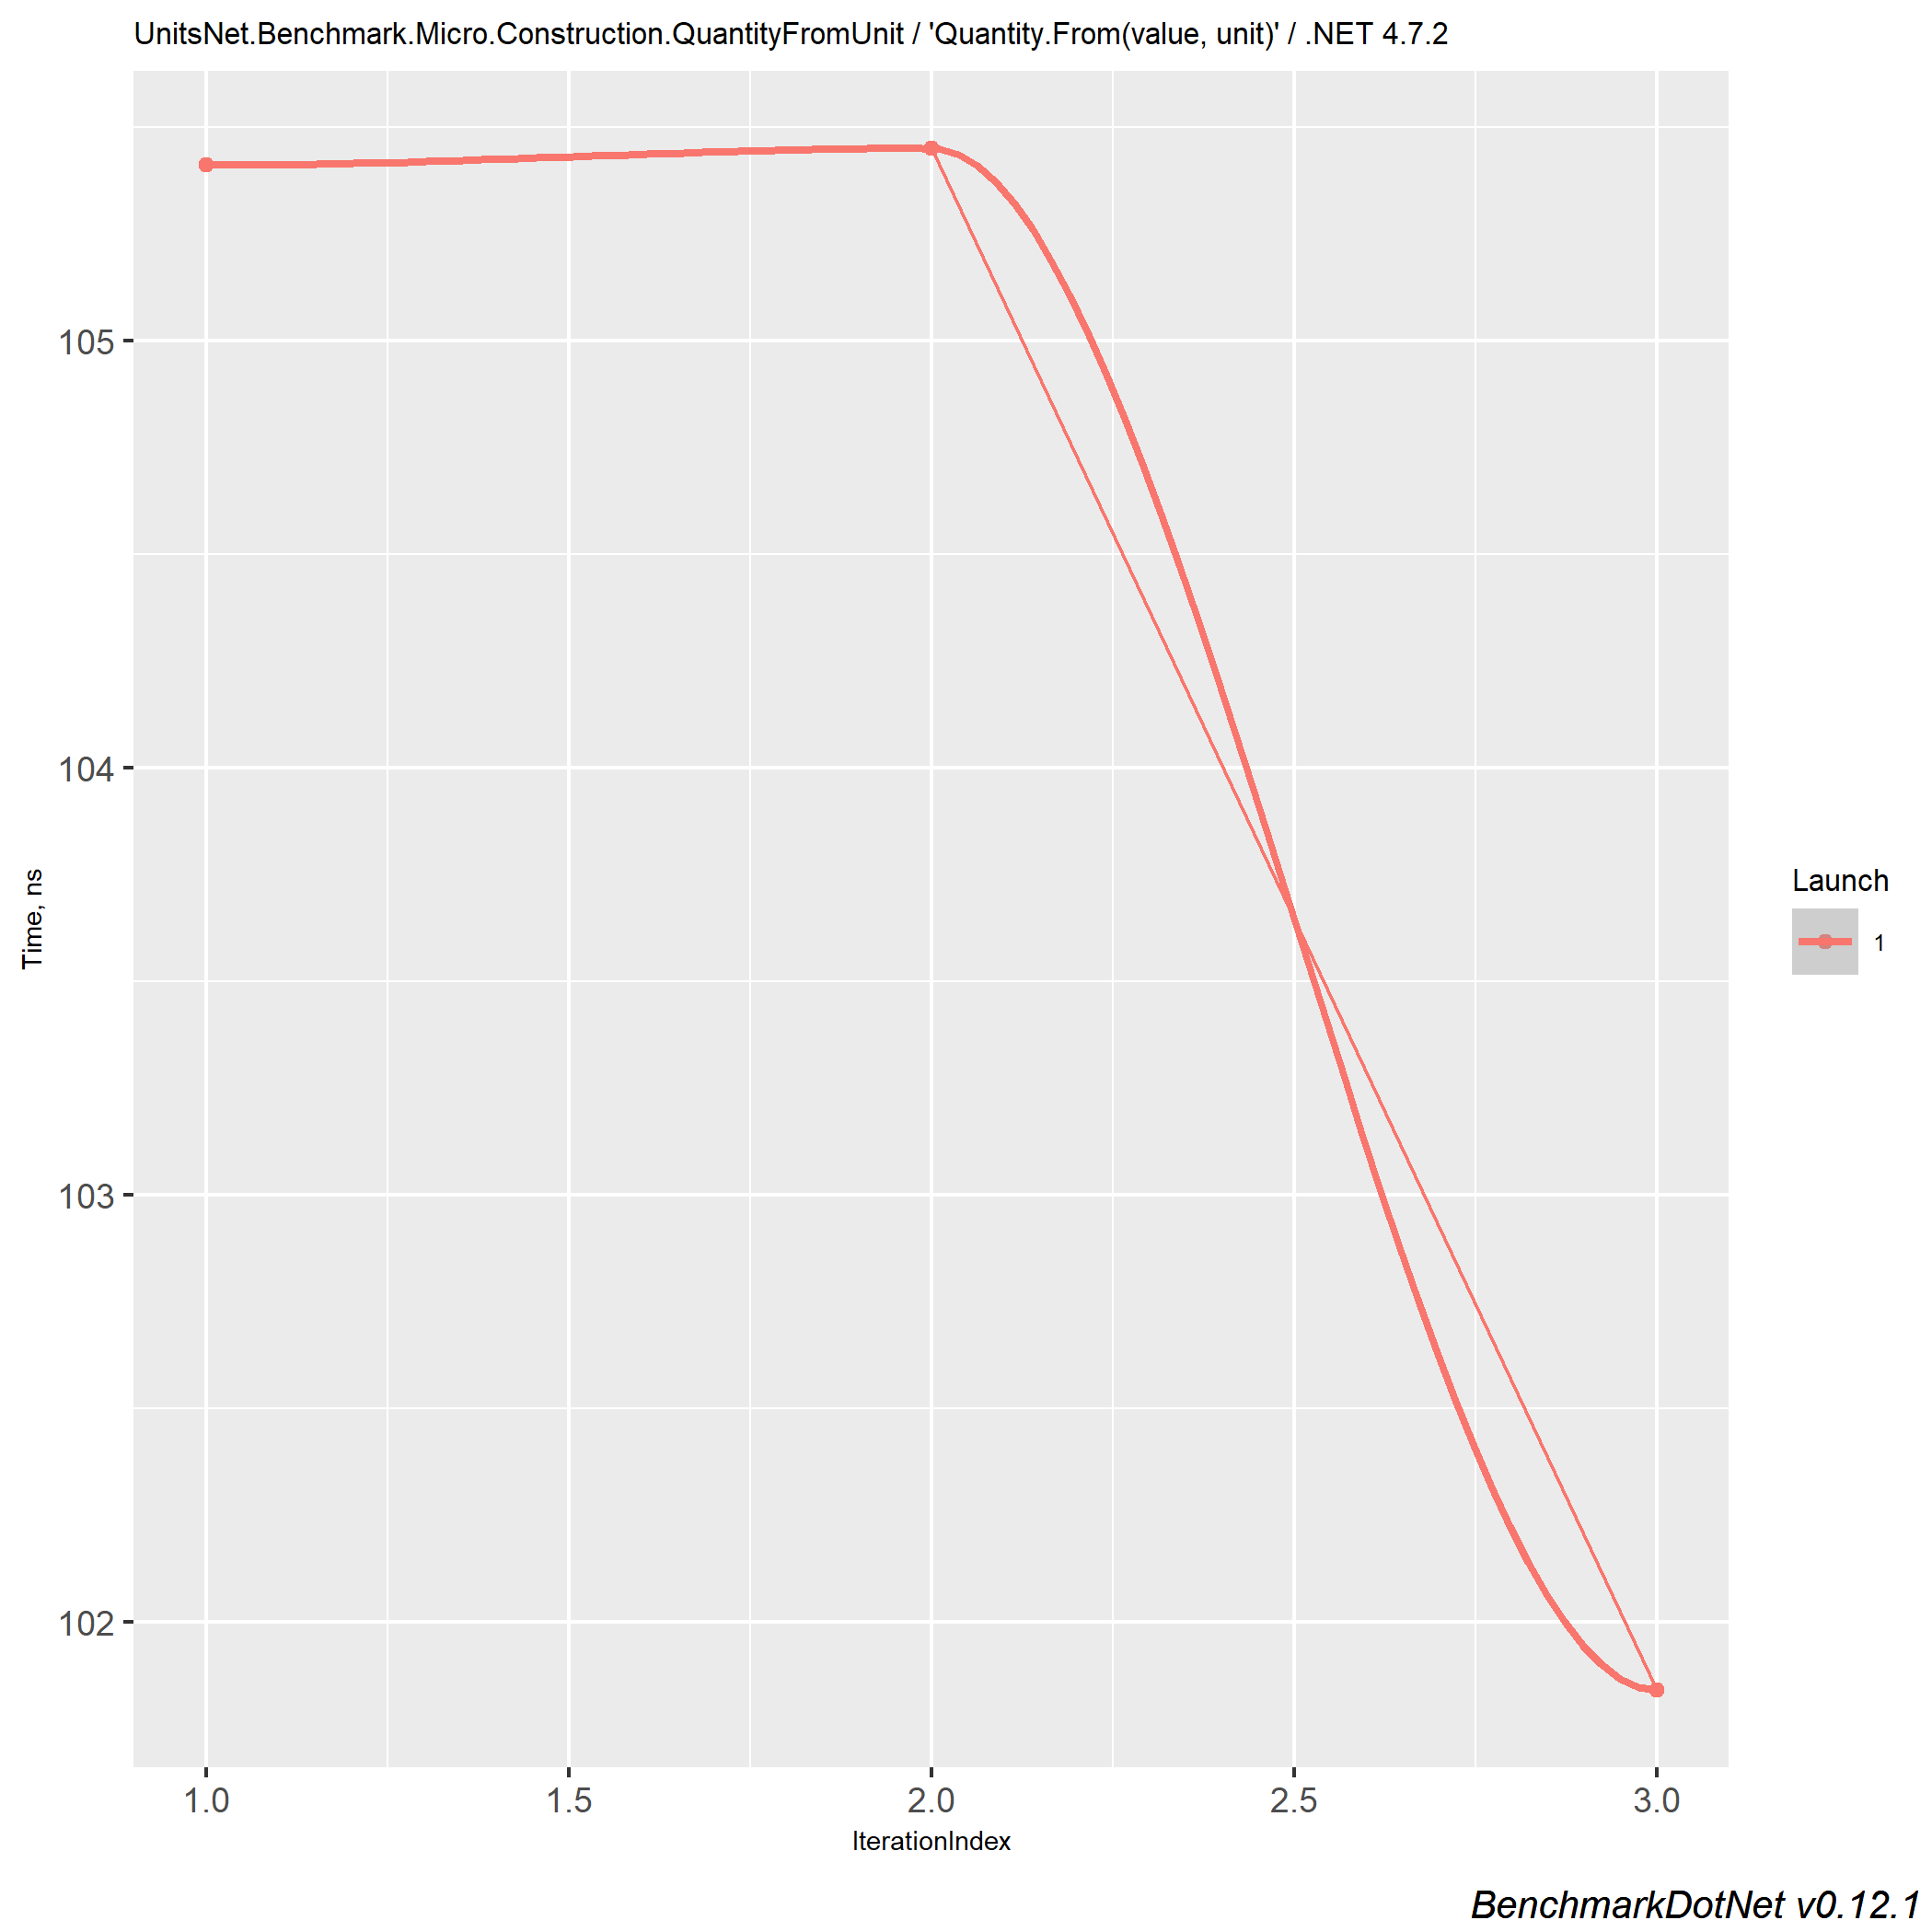 UnitsNet.Benchmark.Micro.Construction.QuantityFromUnit / 'Quantity.From(value, unit)' / .NET 4.7.2
105
104
103
102
Time, ns
1.0 1.5 2.0 2.5 3.0
IterationIndex
Launch
1
BenchmarkDotNet v0.12.1